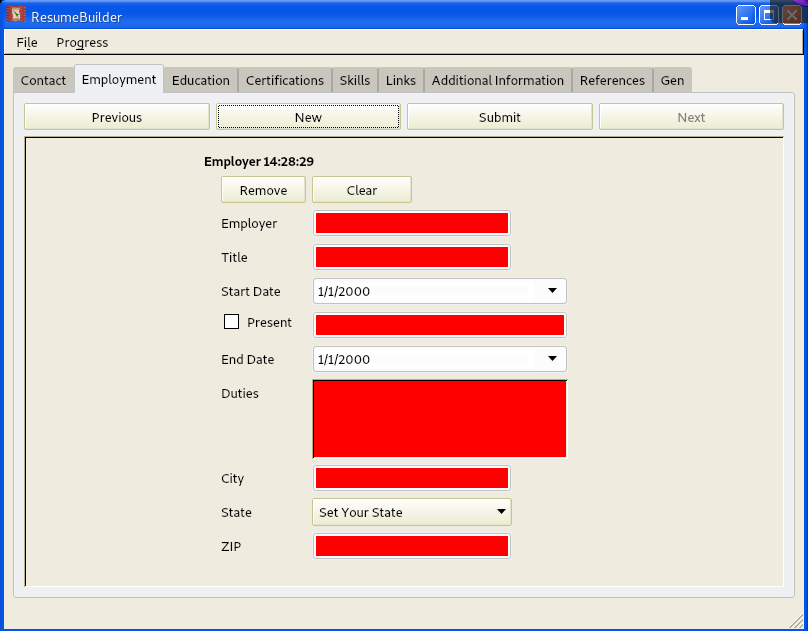 ResumeBuilder
File Progress
Contact Employment Education Certifications Skills Links Additional Information References Gen
Previous New Submit Next
Employer 14:28:29
Remove Clear
Employer
Title
Start Date 1/1/2000
Present
End Date 1/1/2000
Duties
City
State Set Your State
ZIP